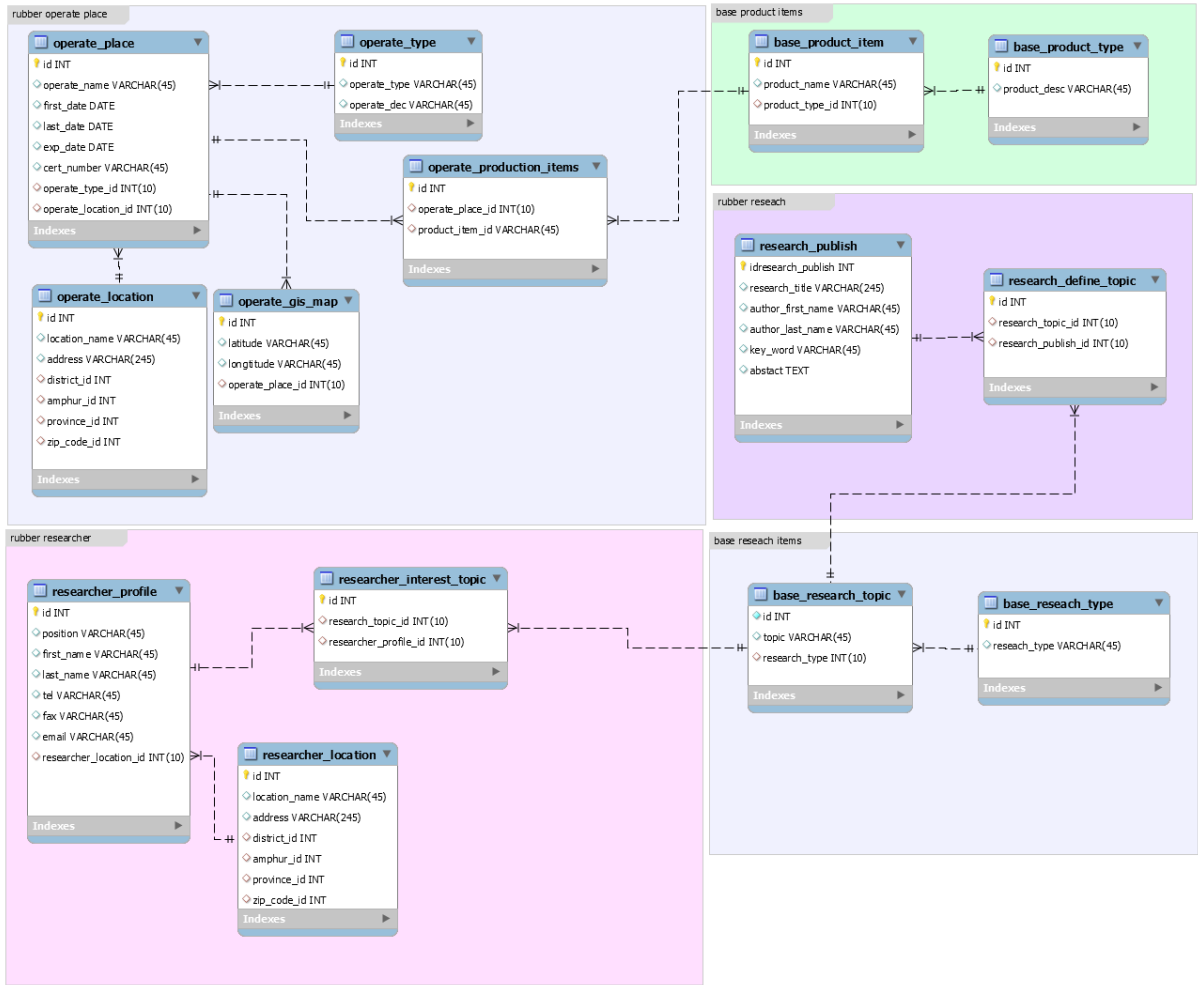 rubber operate place
operate_place
id INT
operate_name VARCHAR(45)
first_date DATE
last_date DATE
exp_date DATE
cert_number VARCHAR(45)
operate_type_id INT(10)
operate_location_id INT(10)
Indexes
operate_type
id INT
operate_type VARCHAR(45)
operate_dec VARCHAR(45)
Indexes
operate_production_items
id INT
operate_place_id INT(10)
product_item_id VARCHAR(45)
Indexes
operate_location
id INT
location_name VARCHAR(45)
address VARCHAR(245)
district_id INT
amphur_id INT
province_id INT
zip_code_id INT
Indexes
operate_gis_map
id INT
latitude VARCHAR(45)
longtitude VARCHAR(45)
operate_place_id INT(10)
Indexes
base product items
base_product_item
id INT
product_name VARCHAR(45)
product_type_id INT(10)
Indexes
base_product_type
id INT
product_desc VARCHAR(45)
Indexes
rubber reseach
research_publish
idresearch_publish INT
research_title VARCHAR(245)
author_first_name VARCHAR(45)
author_last_name VARCHAR(45)
key_word VARCHAR(45)
abstact TEXT
Indexes
research_define_topic
id INT
research_topic_id INT(10)
research_publish_id INT(10)
Indexes
rubber researcher
researcher_profile
id INT
position VARCHAR(45)
first_name VARCHAR(45)
last_name VARCHAR(45)
tel VARCHAR(45)
fax VARCHAR(45)
email VARCHAR(45)
researcher_location_id INT(10)
Indexes
researcher_interest_topic
id INT
research_topic_id INT(10)
researcher_profile_id INT(10)
Indexes
researcher_location
id INT
location_name VARCHAR(45)
address VARCHAR(245)
district_id INT
amphur_id INT
province_id INT
zip_code_id INT
Indexes
base reseach items
base_research_topic
id INT
topic VARCHAR(45)
research_type INT(10)
Indexes
base_reseach_type
id INT
reseach_type VARCHAR(45)
Indexes